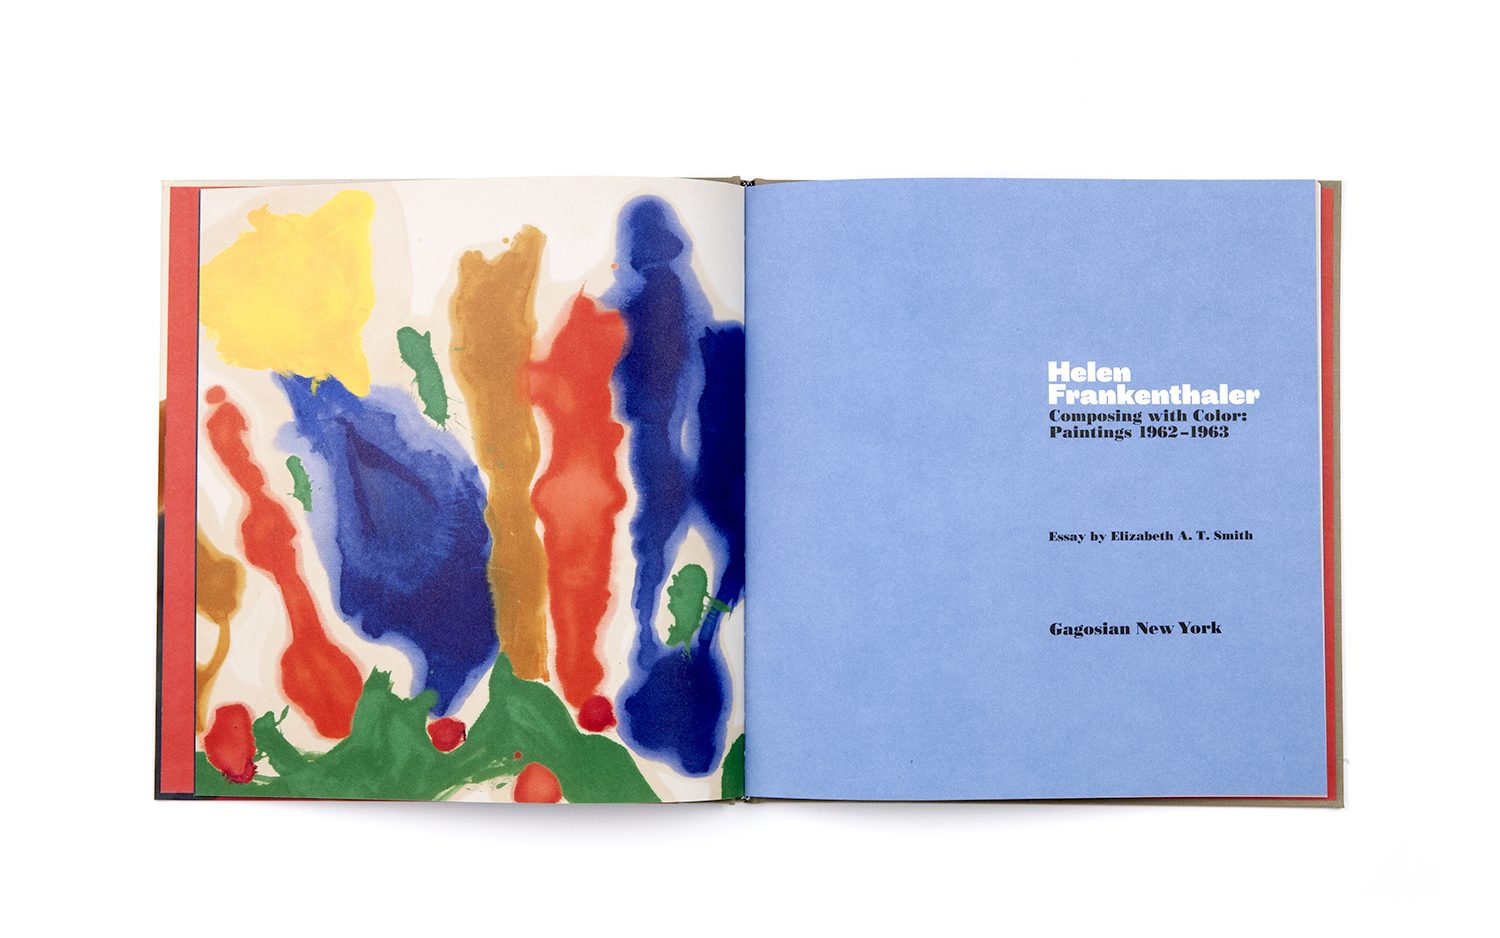 Helen
Frankenthaler
Composing with Color:
Paintings 1962–1963
Essay by Elizabeth A. T. Smith
Gagosian New York